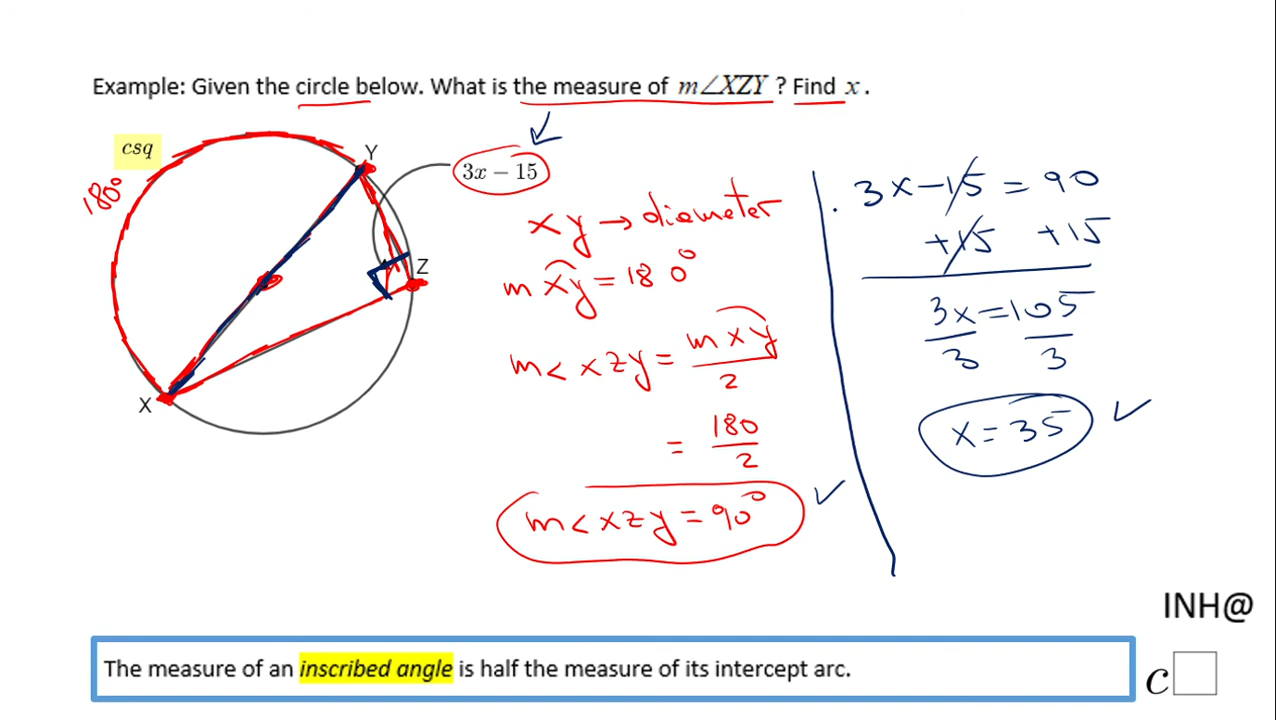 Example: Given the circle below. What is the measure of m∠XZY ? Find x.
csq
180°
Y
3x − 15
Z
X
xy → diameter
m xy = 180°
m< xzy = m xy / 2
= 180 / 2
m< xzy = 90°
3x − 15 = 90
+15 +15
3x = 105
3 3
x = 35
INH@
The measure of an inscribed angle is half the measure of its intercept arc.
c